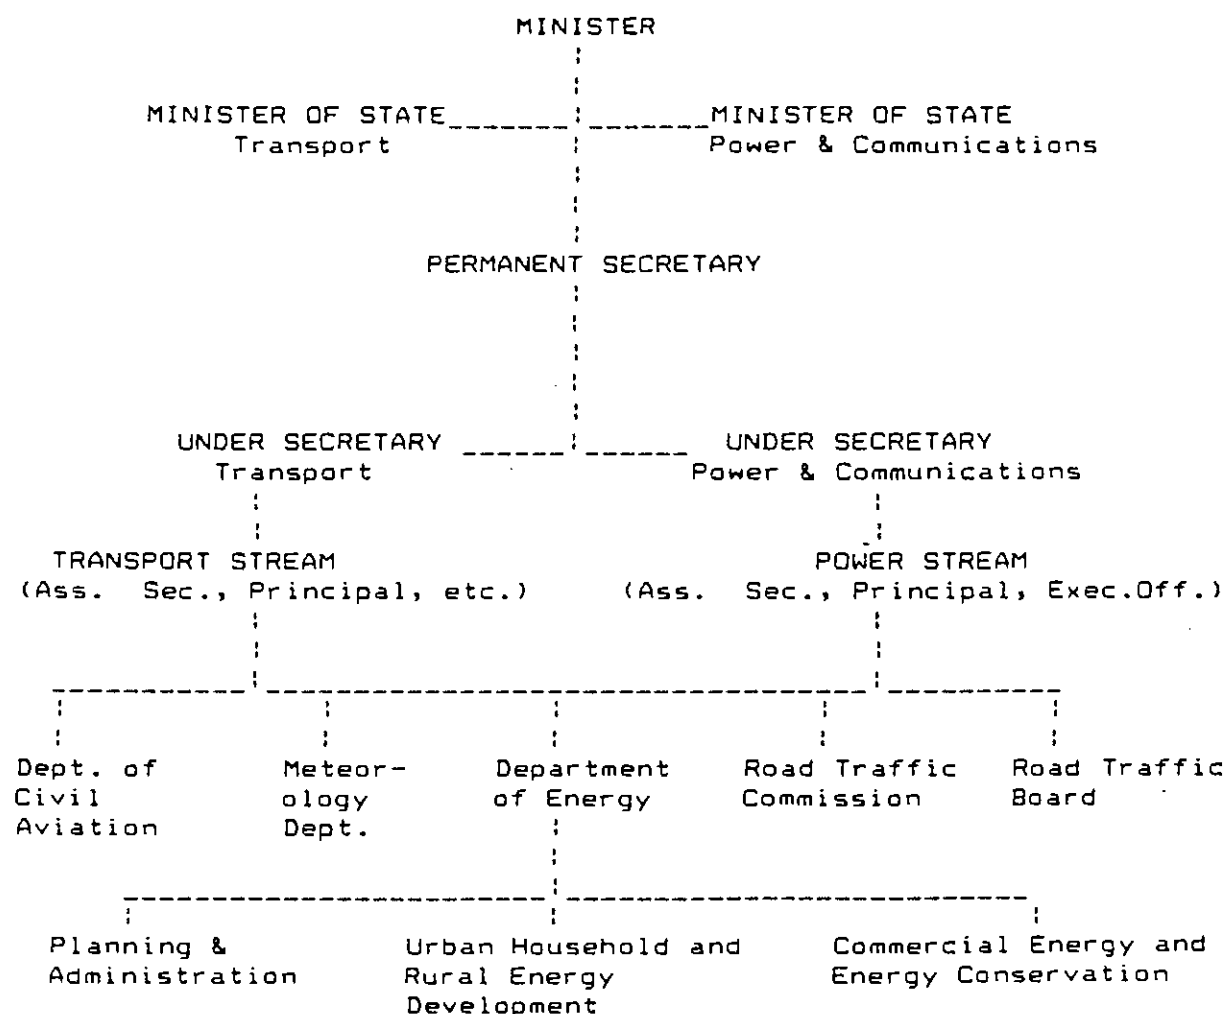 MINISTER
MINISTER OF STATE
Transport
MINISTER OF STATE
Power & Communications
PERMANENT SECRETARY
UNDER SECRETARY
Transport
UNDER SECRETARY
Power & Communications
TRANSPORT STREAM
(Ass. Sec., Principal, etc.)
POWER STREAM
(Ass. Sec., Principal, Exec.Off.)
Dept. of
Civil
Aviation
Meteor-
ology
Dept.
Department
of Energy
Road Traffic
Commission
Road Traffic
Board
Planning &
Administration
Urban Household and
Rural Energy
Development
Commercial Energy and
Energy Conservation